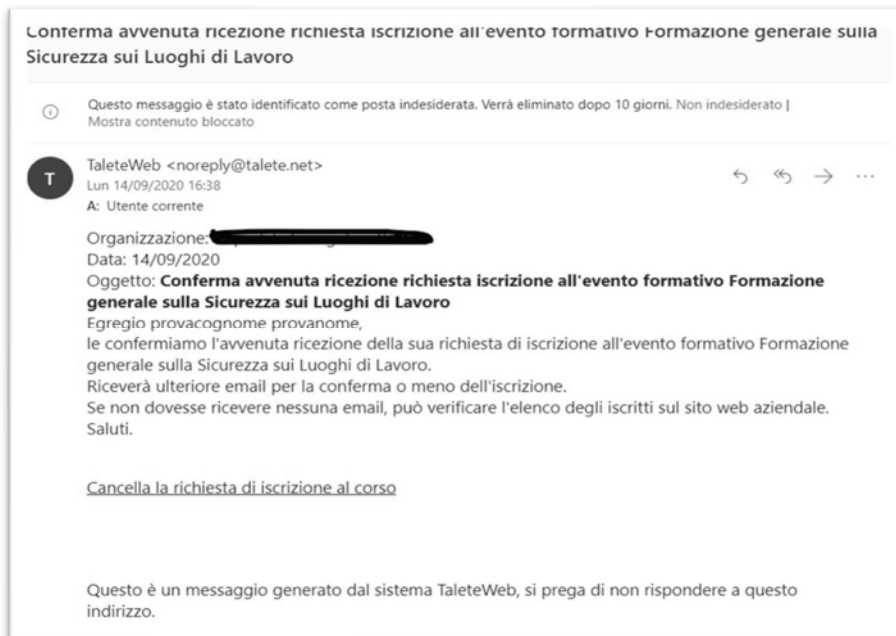 Conferma avvenuta ricezione richiesta iscrizione all'evento formativo Formazione generale sulla
Sicurezza sui Luoghi di Lavoro
Questo messaggio è stato identificato come posta indesiderata. Verrà eliminato dopo 10 giorni. Non indesiderato |
Mostra contenuto bloccato
T
TaleteWeb <noreply@talete.net>
Lun 14/09/2020 16:38
A: Utente corrente
Organizzazione:
Data: 14/09/2020
Oggetto: Conferma avvenuta ricezione richiesta iscrizione all'evento formativo Formazione
generale sulla Sicurezza sui Luoghi di Lavoro
Egregio provacognome provanome,
le confermiamo l'avvenuta ricezione della sua richiesta di iscrizione all'evento formativo Formazione
generale sulla Sicurezza sui Luoghi di Lavoro.
Riceverà ulteriore email per la conferma o meno dell'iscrizione.
Se non dovesse ricevere nessuna email, può verificare l'elenco degli iscritti sul sito web aziendale.
Saluti.
Cancella la richiesta di iscrizione al corso
Questo è un messaggio generato dal sistema TaleteWeb, si prega di non rispondere a questo
indirizzo.